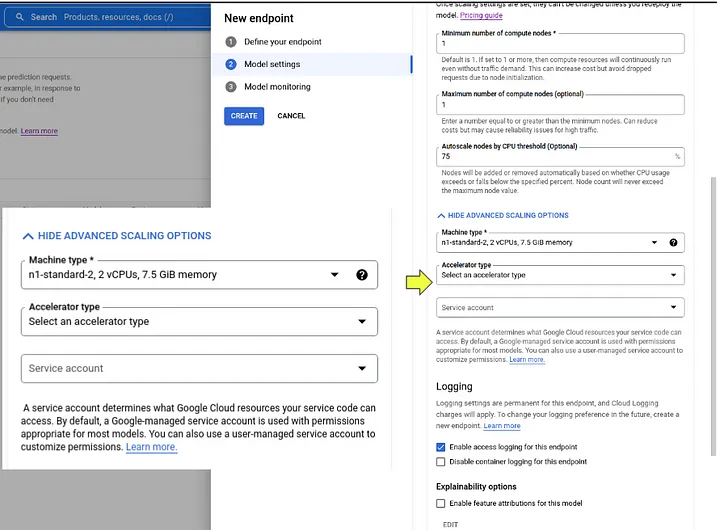 Search Products, resources, docs (/)
he prediction requests.
r example, in response to
if you don't need
model. Learn more
New endpoint
1 Define your endpoint
2 Model settings
3 Model monitoring
CREATE CANCEL
Once scaling settings are set, they can't be changed unless you redeploy the
model. Pricing guide
Minimum number of compute nodes *
1
Default is 1. If set to 1 or more, then compute resources will continuously run
even without traffic demand. This can increase cost but avoid dropped
requests due to node initialization.
Maximum number of compute nodes (optional)
1
Enter a number equal to or greater than the minimum nodes. Can reduce
costs but may cause reliability issues for high traffic.
Autoscale nodes by CPU threshold (Optional)
75 %
Nodes will be added or removed automatically based on whether CPU usage
exceeds or falls below the specified percent. Node count will never exceed
the maximum node value.
HIDE ADVANCED SCALING OPTIONS
Machine type *
n1-standard-2, 2 vCPUs, 7.5 GiB memory
Accelerator type
Select an accelerator type
Service account
A service account determines what Google Cloud resources your service code can
access. By default, a Google-managed service account is used with permissions
appropriate for most models. You can also use a user-managed service account to
customize permissions. Learn more.
Logging
Logging settings are permanent for this endpoint, and Cloud Logging
charges will apply. To change your logging preference in the future, create a
new endpoint. Learn more
Enable access logging for this endpoint
Disable container logging for this endpoint
Explainability options
Enable feature attributions for this model
EDIT
HIDE ADVANCED SCALING OPTIONS
Machine type *
n1-standard-2, 2 vCPUs, 7.5 GiB memory
Accelerator type
Select an accelerator type
Service account
A service account determines what Google Cloud resources your service code can
access. By default, a Google-managed service account is used with permissions
appropriate for most models. You can also use a user-managed service account to
customize permissions. Learn more.